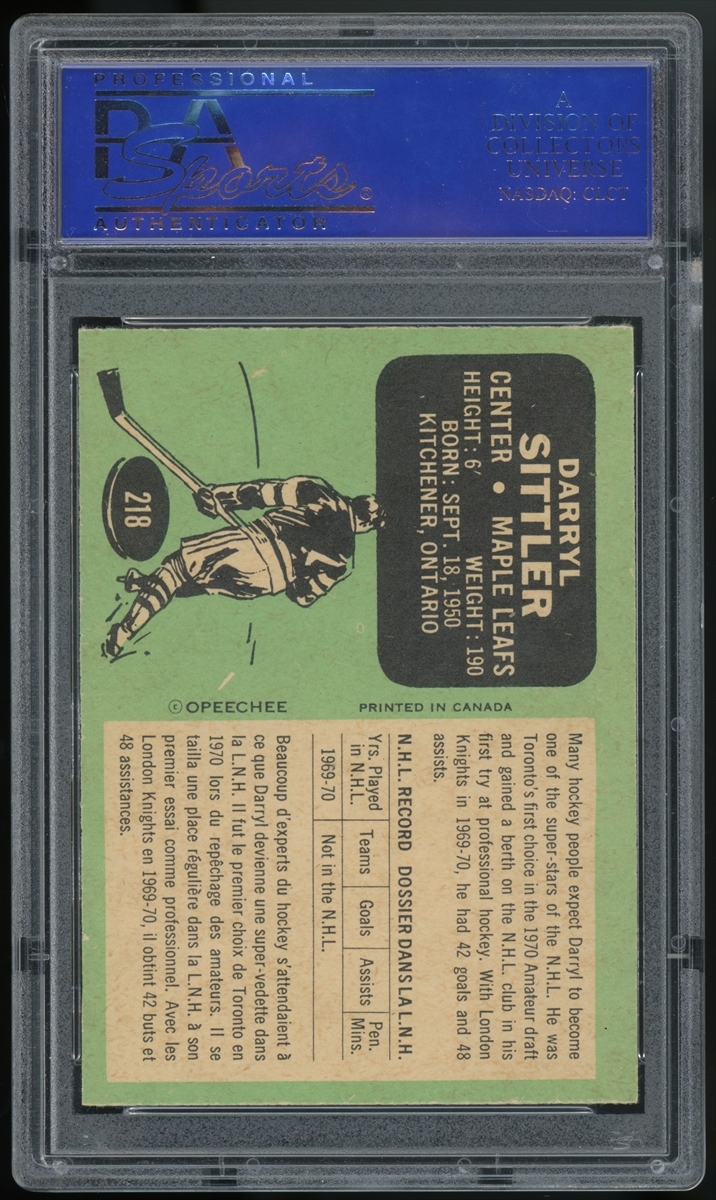 PROFESSIONAL
PSA
Sports®
AUTHENTICATOR
A
DIVISION OF
COLLECTORS
UNIVERSE
NASDAQ: CLCT
DARRYL
SITTLER
CENTER • MAPLE LEAFS
HEIGHT: 6' WEIGHT: 190
BORN: SEPT. 18, 1950
KITCHENER, ONTARIO
218
© OPEECHEE
PRINTED IN CANADA
Many hockey people expect Darryl to become
one of the super-stars of the N.H.L. He was
Toronto's first choice in the 1970 Amateur draft
and gained a berth on the N.H.L. club in his
first try at professional hockey. With London
Knights in 1969-70, he had 42 goals and 48
assists.
N.H.L. RECORD DOSSIER DANS LA L.N.H.
Yrs. Played in N.H.L. Teams Goals Assists Pen. Mins.
1969-70 Not in the N.H.L.
Beaucoup d'experts du hockey s'attendaient à
ce que Darryl devienne une super-vedette dans
la L.N.H. Il fut le premier choix de Toronto en
1970 lors du repêchage des amateurs. Il se
tailla une place régulière dans la L.N.H. à son
premier essai comme professionnel. Avec les
London Knights en 1969-70, il obtint 42 buts et
48 assistances.